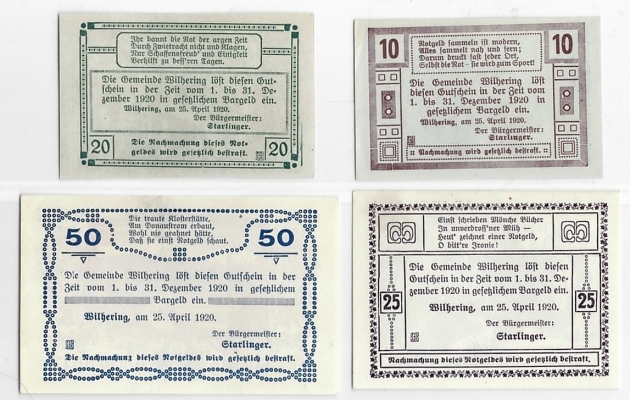 Ihr bannt die Not der argen Zeit
Durch Zwietracht nicht und Klagen,
Nur Schaffensfreud' und Einigkeit
Verhilft zu bess'ren Tagen.
Die Gemeinde Wilhering löst diesen Gut-
schein in der Zeit vom 1. bis 31. De-
zember 1920 in gesetzlichem Bargeld ein.
Wilhering, am 25. April 1920.
Der Bürgermeister:
Starlinger.
20
20
Die Nachmachung dieses Not-
geldes wird gesetzlich bestraft.
10
10
Notgeld sammeln ist modern,
Alles sammelt nah und fern;
Darum druckt fast jeder Ort,
Selbst die Not - sie wird zum Sport!
Die Gemeinde Wilhering löst
diesen Gutschein in der Zeit vom
1. bis 31. Dezember 1920 in
gesetzlichem Bargeld ein.
Wilhering, am 25. April 1920.
Der Bürgermeister:
Starlinger.
Nachmachung wird gesetzlich bestraft.
50
50
Die traute Klosterstätte,
Am Donaustrom erbaut,
Wohl nie geahnet hätte,
Daß sie einst Notgeld schaut.
Die Gemeinde Wilhering löst diesen Gutschein in der
Zeit vom 1. bis 31. Dezember 1920 in gesetzlichem
Bargeld ein.
Wilhering, am 25. April 1920.
Der Bürgermeister:
Starlinger.
Die Nachmachung dieses Notgeldes wird gesetzlich bestraft.
Einst schrieben Mönche Bücher
In unverdross'ner Müh —
Heut' zeichnet einer Notgeld,
O bitt're Ironie!
Die Gemeinde Wilhering löst diesen
Gutschein in der Zeit vom 1. bis 31. De-
zember 1920 in gesetzlichem Bargeld ein.
25
25
Wilhering, am 25. April 1920.
Der Bürgermeister:
Starlinger.
Nachmachung dieses Notgeldes wird gesetzlich bestraft.